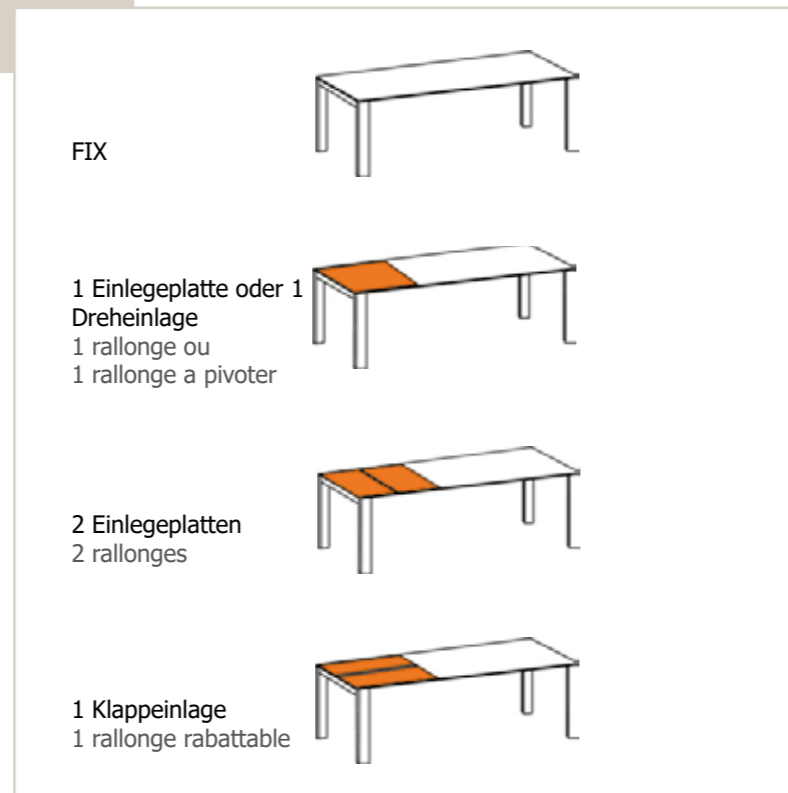 FIX
1 Einlegeplatte oder 1
Dreheinlage
1 rallonge ou
1 rallonge a pivoter
2 Einlegeplatten
2 rallonges
1 Klappeinlage
1 rallonge rabattable